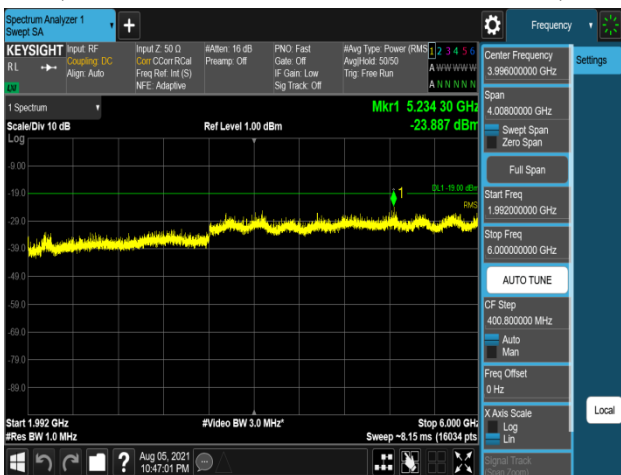 Spectrum Analyzer 1
Swept SA
+
Frequency
KEYSIGHT
RL
Input: RF
Coupling: DC
Align: Auto
Input Z: 50 Ω
Corr CCorr RCal
Freq Ref: Int (S)
NFE: Adaptive
#Atten: 16 dB
Preamp: Off
PNO: Fast
Gate: Off
IF Gain: Low
Sig Track: Off
#Avg Type: Power (RMS
Avg|Hold: 50/50
Trig: Free Run
1 2 3 4 5 6
A W W W W W
A N N N N N
LW
1 Spectrum
Scale/Div 10 dB
Log
Ref Level 1.00 dBm
Mkr1 5.234 30 GHz
-23.887 dBm
-9.00
-19.0
-29.0
-39.0
-49.0
-59.0
-69.0
-79.0
-89.0
1
DL1 -19.00 dBm
RMS
Start 1.992 GHz
#Res BW 1.0 MHz
#Video BW 3.0 MHz*
Stop 6.000 GHz
Sweep ~8.15 ms (16034 pts)
?
Aug 05, 2021
10:47:01 PM
Center Frequency
3.996000000 GHz
Settings
Span
4.00800000 GHz
Swept Span
Zero Span
Full Span
Start Freq
1.992000000 GHz
Stop Freq
6.000000000 GHz
AUTO TUNE
CF Step
400.800000 MHz
Auto
Man
Freq Offset
0 Hz
X Axis Scale
Log
Lin
Local
Signal Track
(Span Zoom)